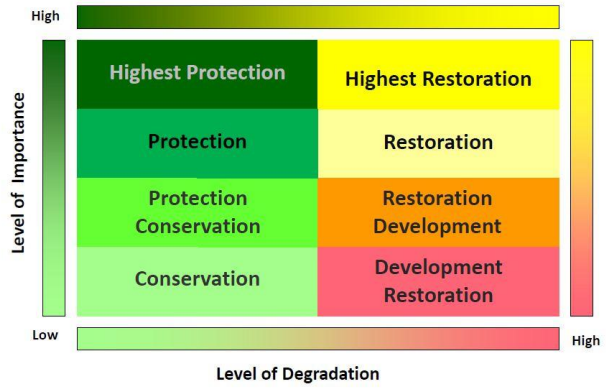 High
Highest Protection
Highest Restoration
Protection
Restoration
Protection
Conservation
Restoration
Development
Conservation
Development
Restoration
Level of Importance
Low
High
Level of Degradation